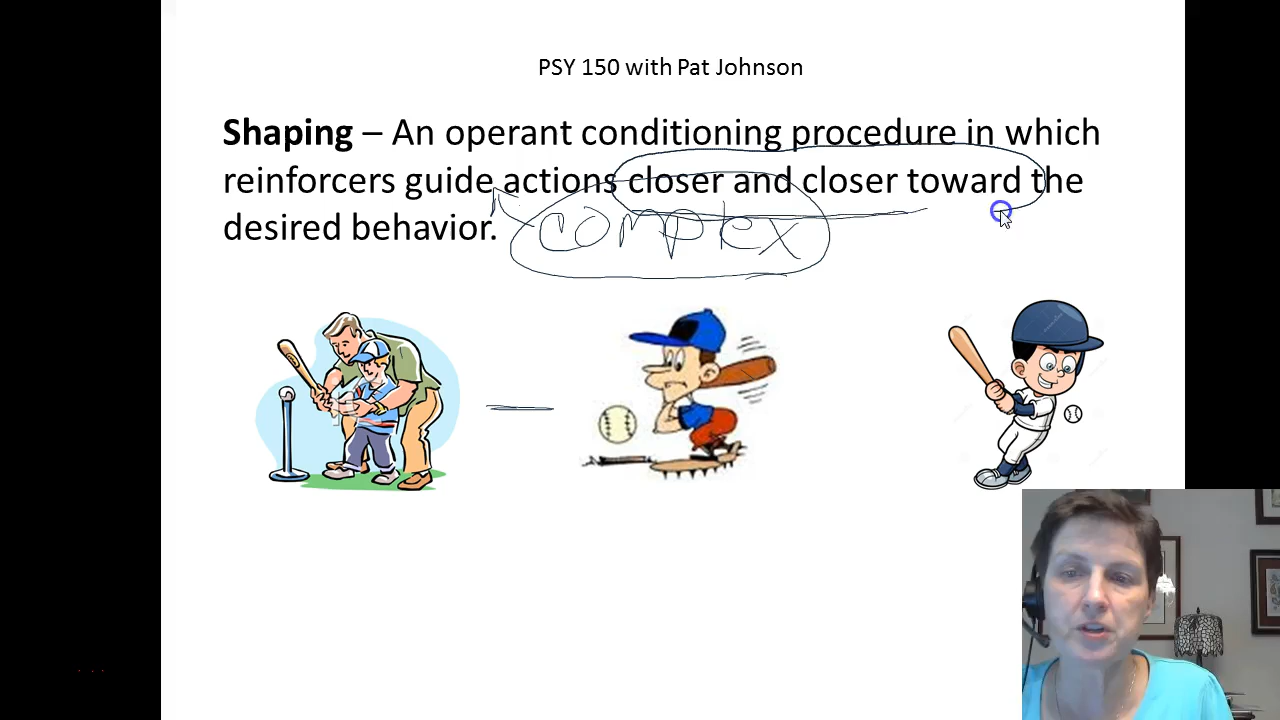 PSY 150 with Pat Johnson
Shaping – An operant conditioning procedure in which
reinforcers guide actions closer and closer toward the
desired behavior. complex